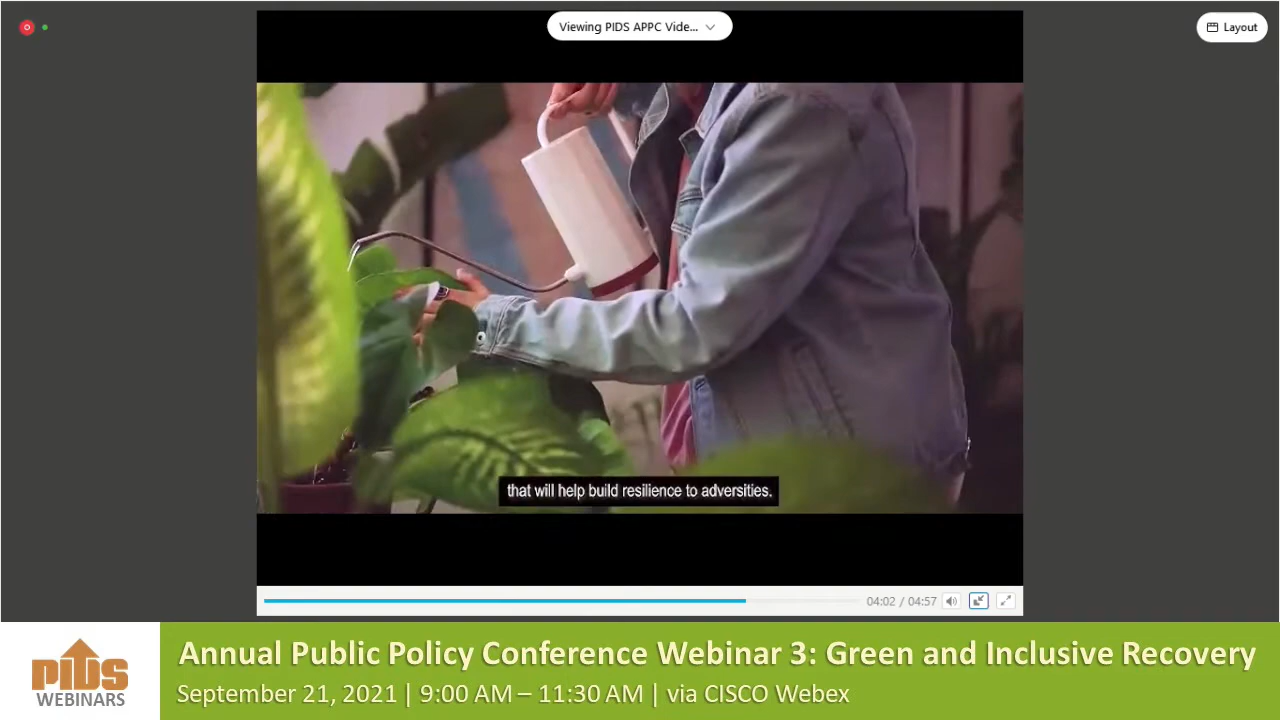 Viewing PIDS APPC Vide...
Layout
that will help build resilience to adversities.
04:02 / 04:57
PIDS
WEBINARS
Annual Public Policy Conference Webinar 3: Green and Inclusive Recovery
September 21, 2021 | 9:00 AM – 11:30 AM | via CISCO Webex